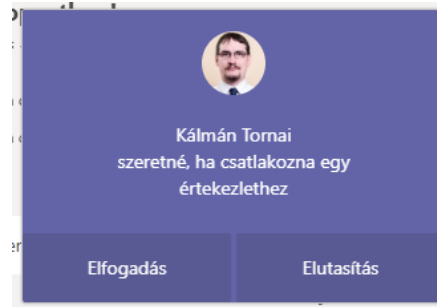 Kálmán Tornai
szeretné, ha csatlakozna egy
értekezlethez
Elfogadás
Elutasítás